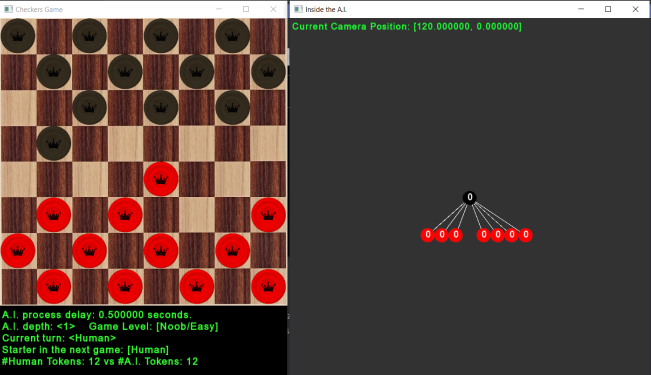 Checkers Game
Inside the A.I.
Current Camera Position: [120.000000, 0.000000]
0
0 0 0 0 0 0 0
A.I. process delay: 0.500000 seconds.
A.I. depth: <1> Game Level: [Noob/Easy]
Current turn: <Human>
Starter in the next game: [Human]
#Human Tokens: 12 vs #A.I. Tokens: 12